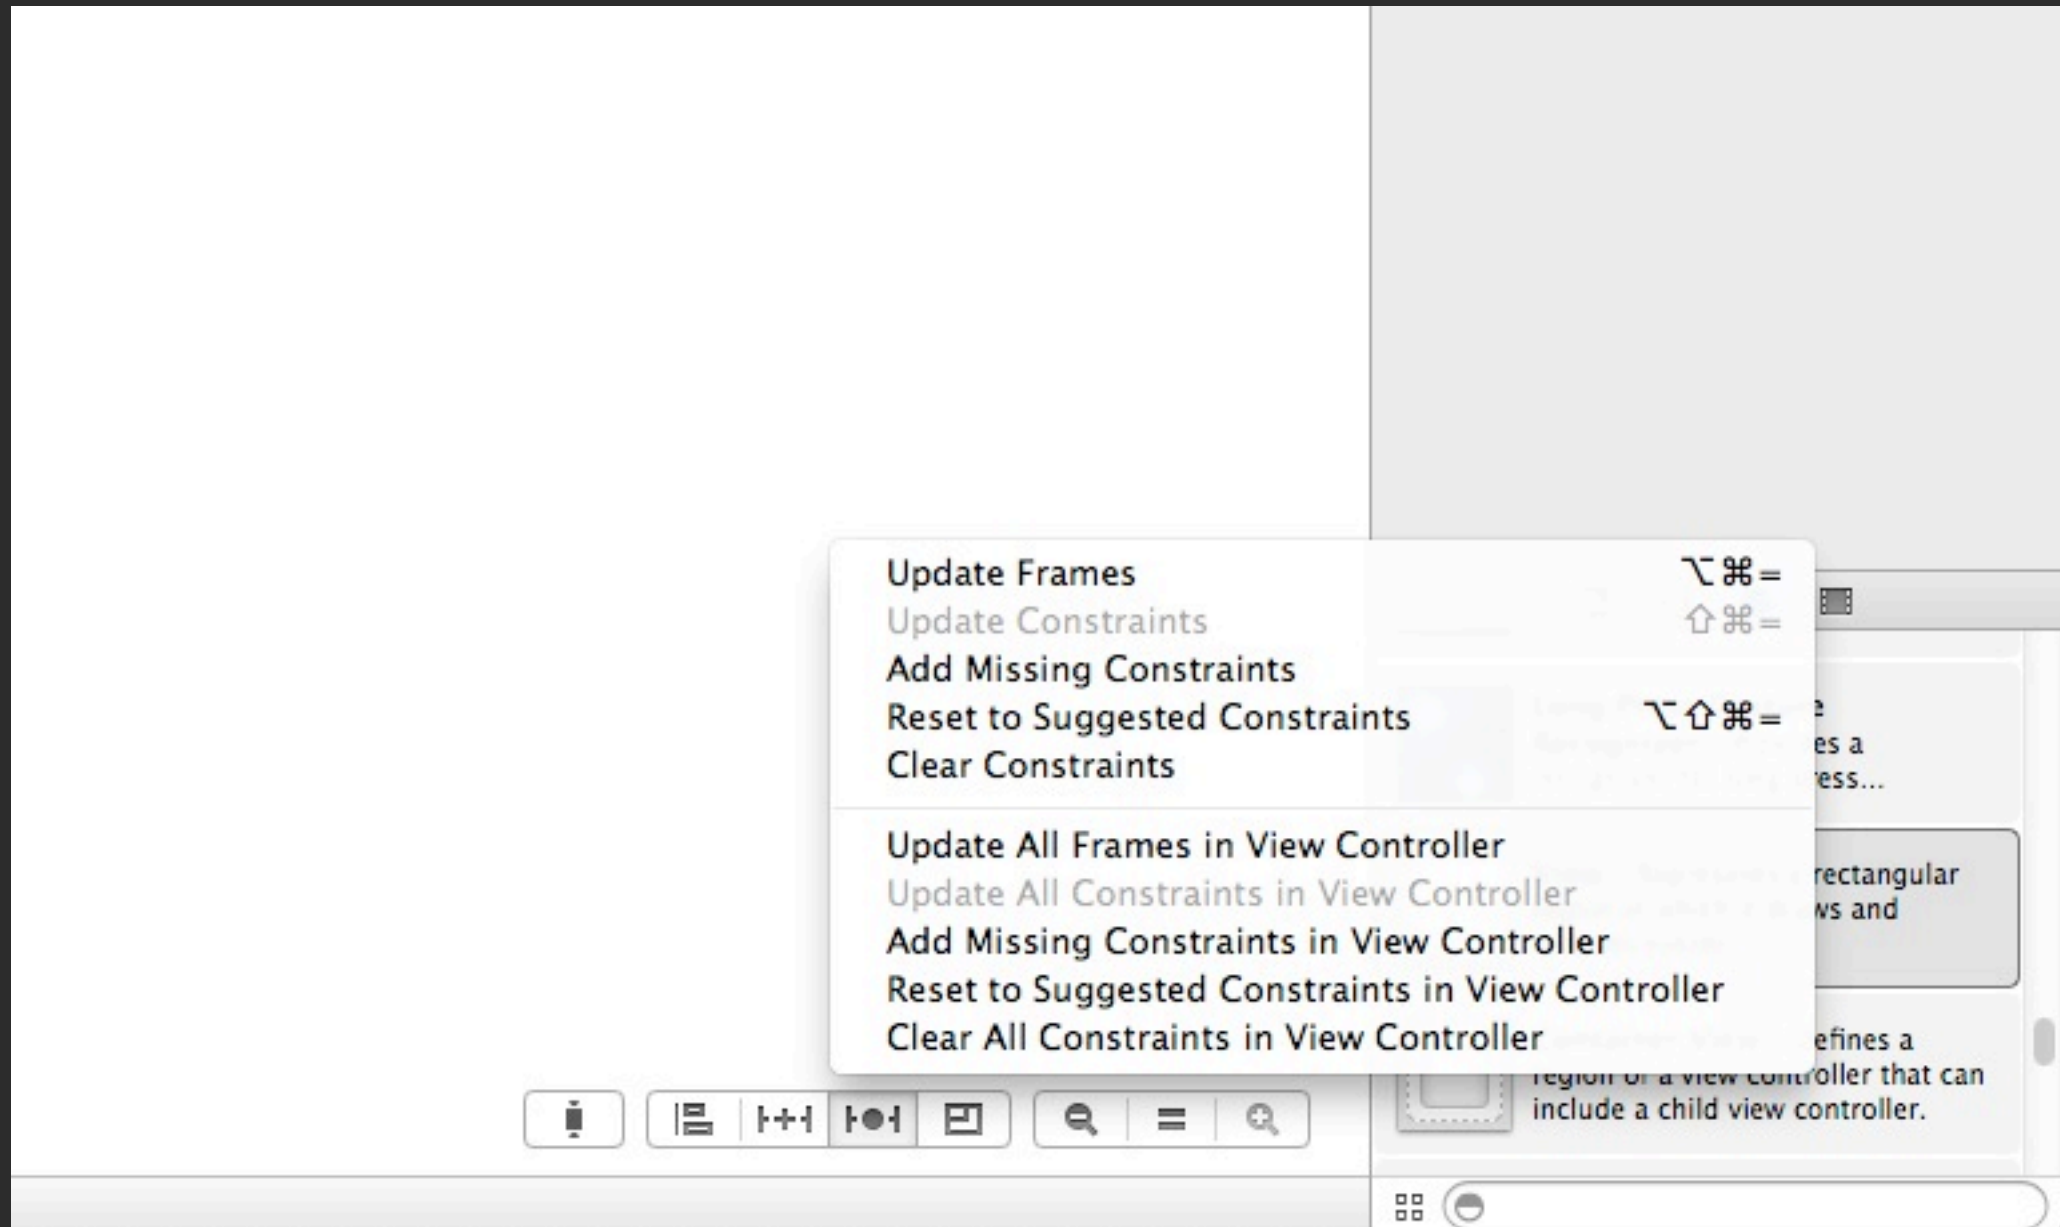 Update Frames ⌥⌘=
Update Constraints ⇧⌘=
Add Missing Constraints
Reset to Suggested Constraints ⌥⇧⌘=
Clear Constraints
Update All Frames in View Controller
Update All Constraints in View Controller
Add Missing Constraints in View Controller
Reset to Suggested Constraints in View Controller
Clear All Constraints in View Controller
e
es a
ress...
rectangular
ws and
efines a
region of a view controller that can
include a child view controller.